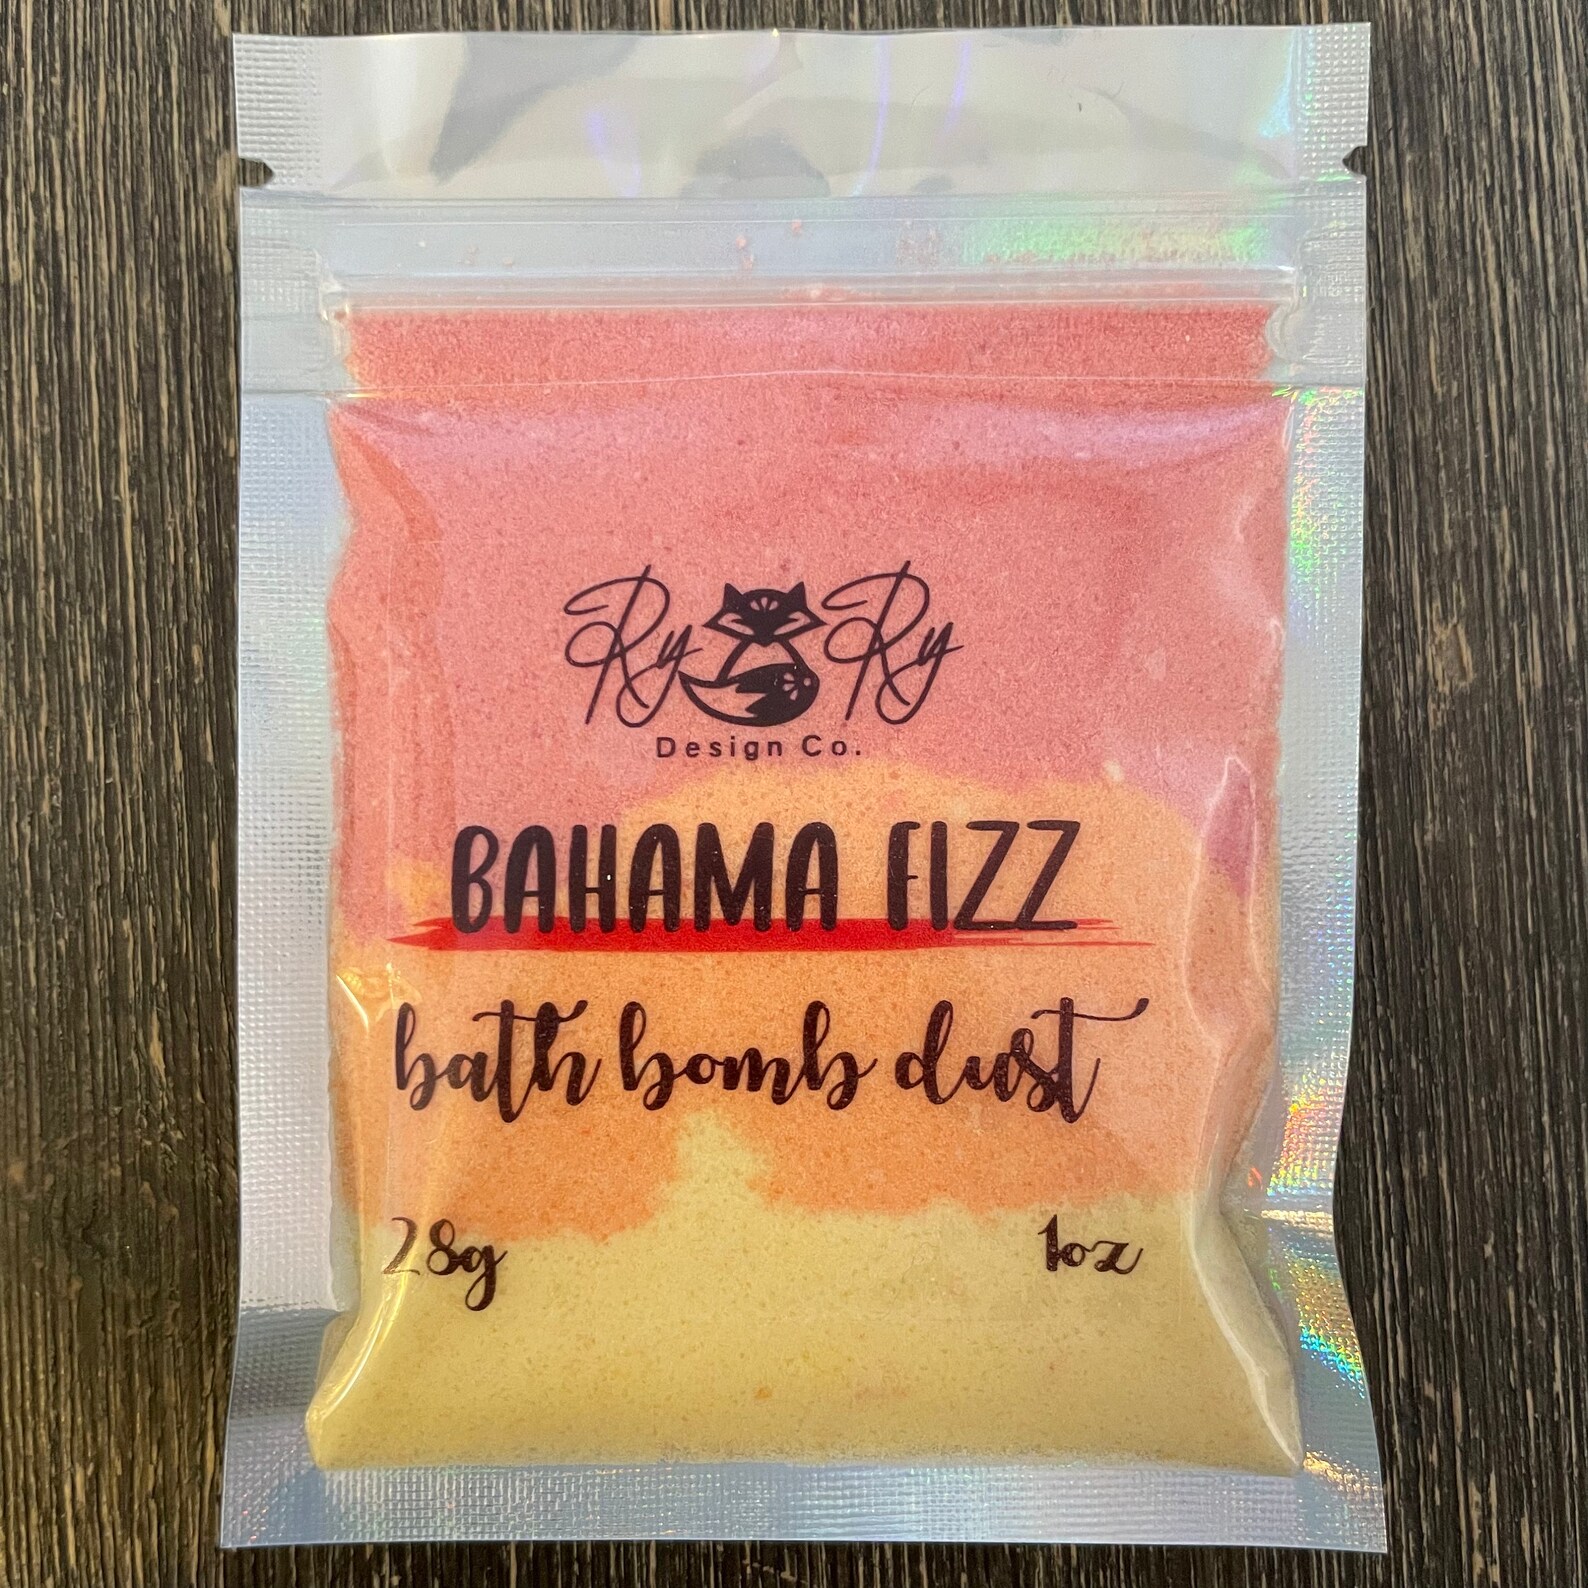 Ry Ry
Design Co.
BAHAMA FIZZ
bath bomb dust
28g 1oz